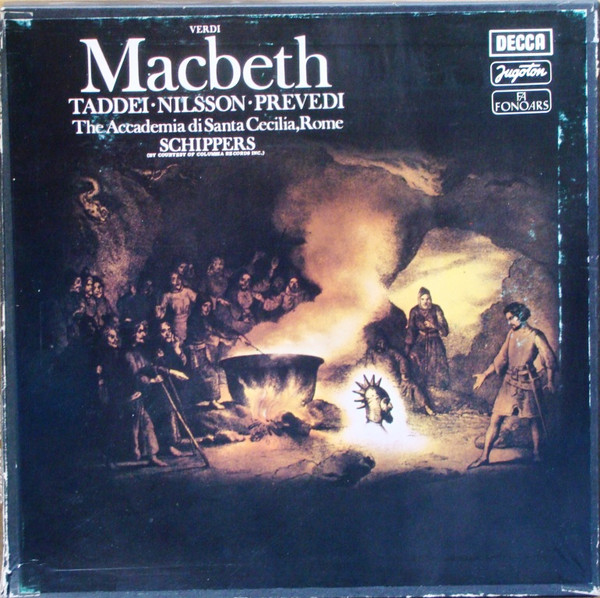 VERDI
Macbeth
TADDEI · NILSSON · PREVEDI
The Accademia di Santa Cecilia, Rome
SCHIPPERS
(BY COURTESY OF COLUMBIA RECORDS INC.)
DECCA
Jugoton
FA
FONOARS